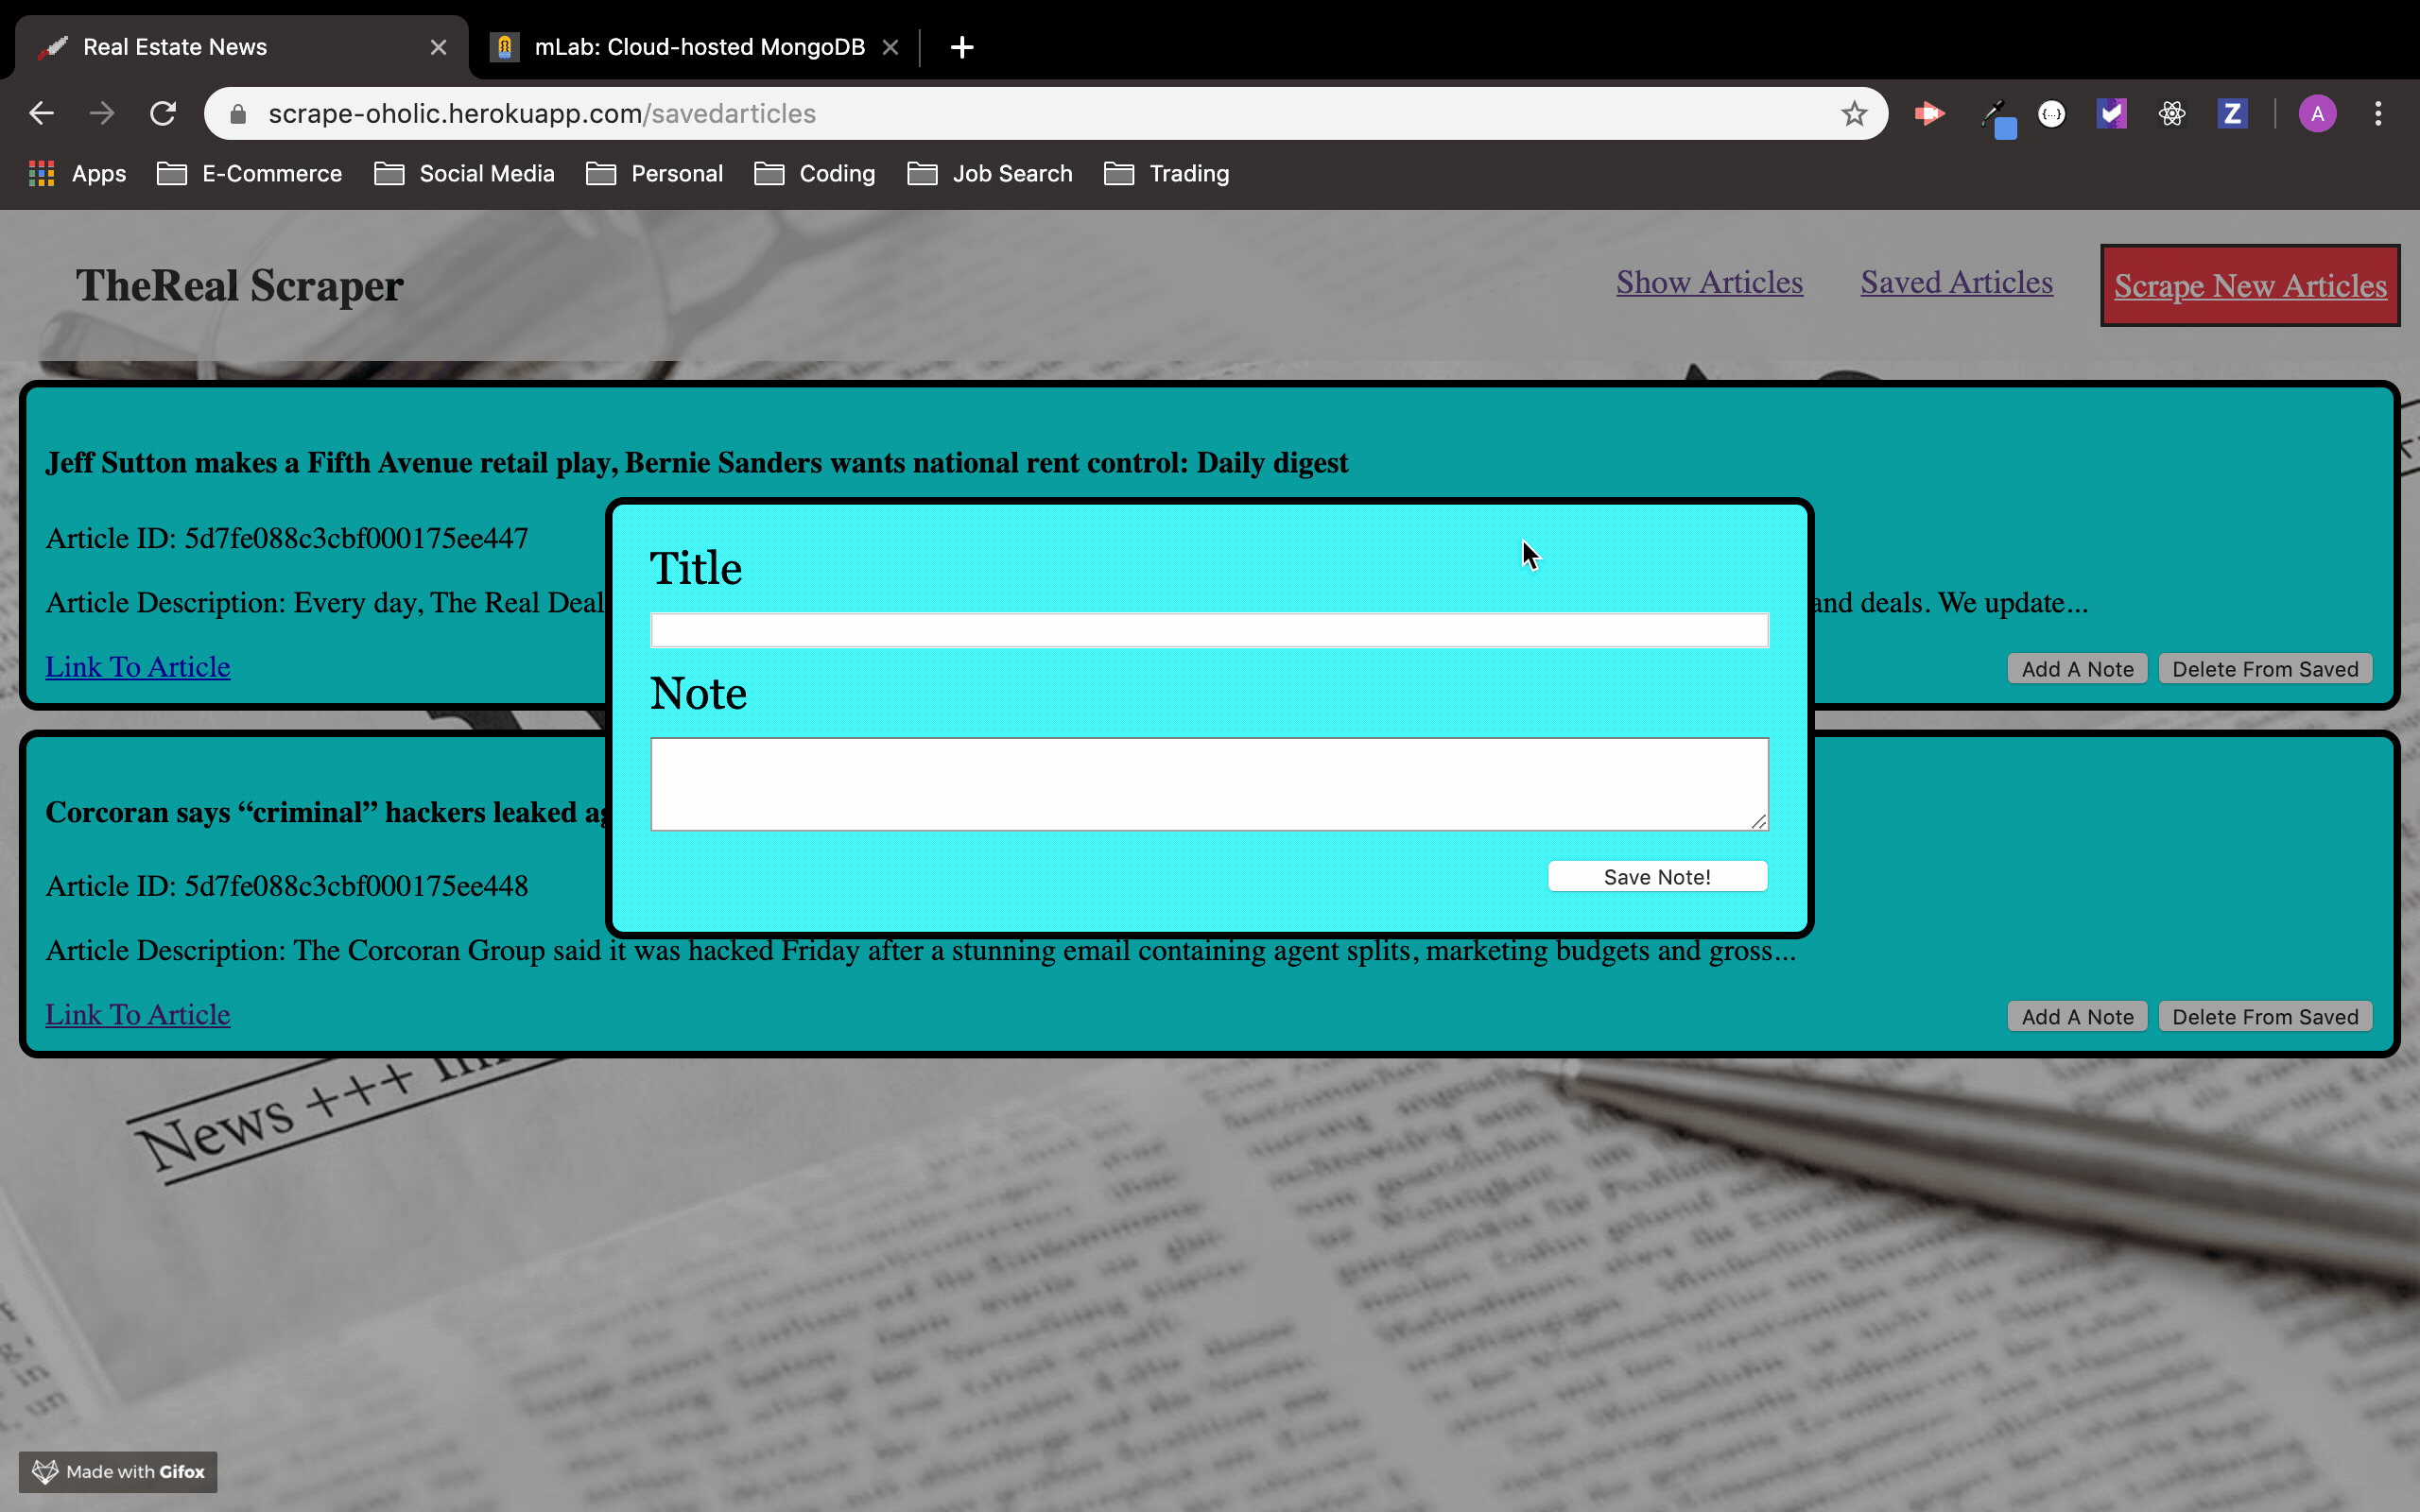 Real Estate News
mLab: Cloud-hosted MongoDB
scrape-oholic.herokuapp.com/savedarticles
A
Apps
E-Commerce
Social Media
Personal
Coding
Job Search
Trading
TheReal Scraper
Show Articles
Saved Articles
Scrape New Articles
Jeff Sutton makes a Fifth Avenue retail play, Bernie Sanders wants national rent control: Daily digest
Article ID: 5d7fe088c3cbf000175ee447
Article Description: Every day, The Real Deal and deals. We update...
Link To Article
Add A Note
Delete From Saved
Title
Note
Save Note!
Corcoran says “criminal” hackers leaked
Article ID: 5d7fe088c3cbf000175ee448
Article Description: The Corcoran Group said it was hacked Friday after a stunning email containing agent splits, marketing budgets and gross...
Link To Article
Add A Note
Delete From Saved
News +++
Made with Gifox